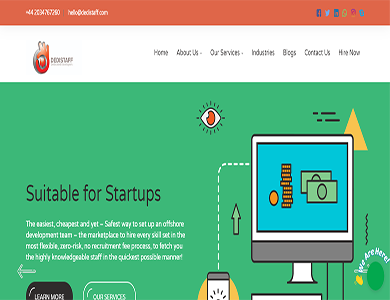 +44 2034767260 hello@dedistaff.com
DEDISTAFF
Home About Us Our Services Industries Blogs Contact Us Hire Now
Suitable for Startups
The easiest, cheapest and yet – Safest way to set up an offshore
development team – the marketplace to hire every skill set in the
most flexible, zero-risk, no recruitment fee process, to fetch you
the highly knowledgeable staff in the quickest possible manner!
We Are Here!
LEARN MORE OUR SERVICES